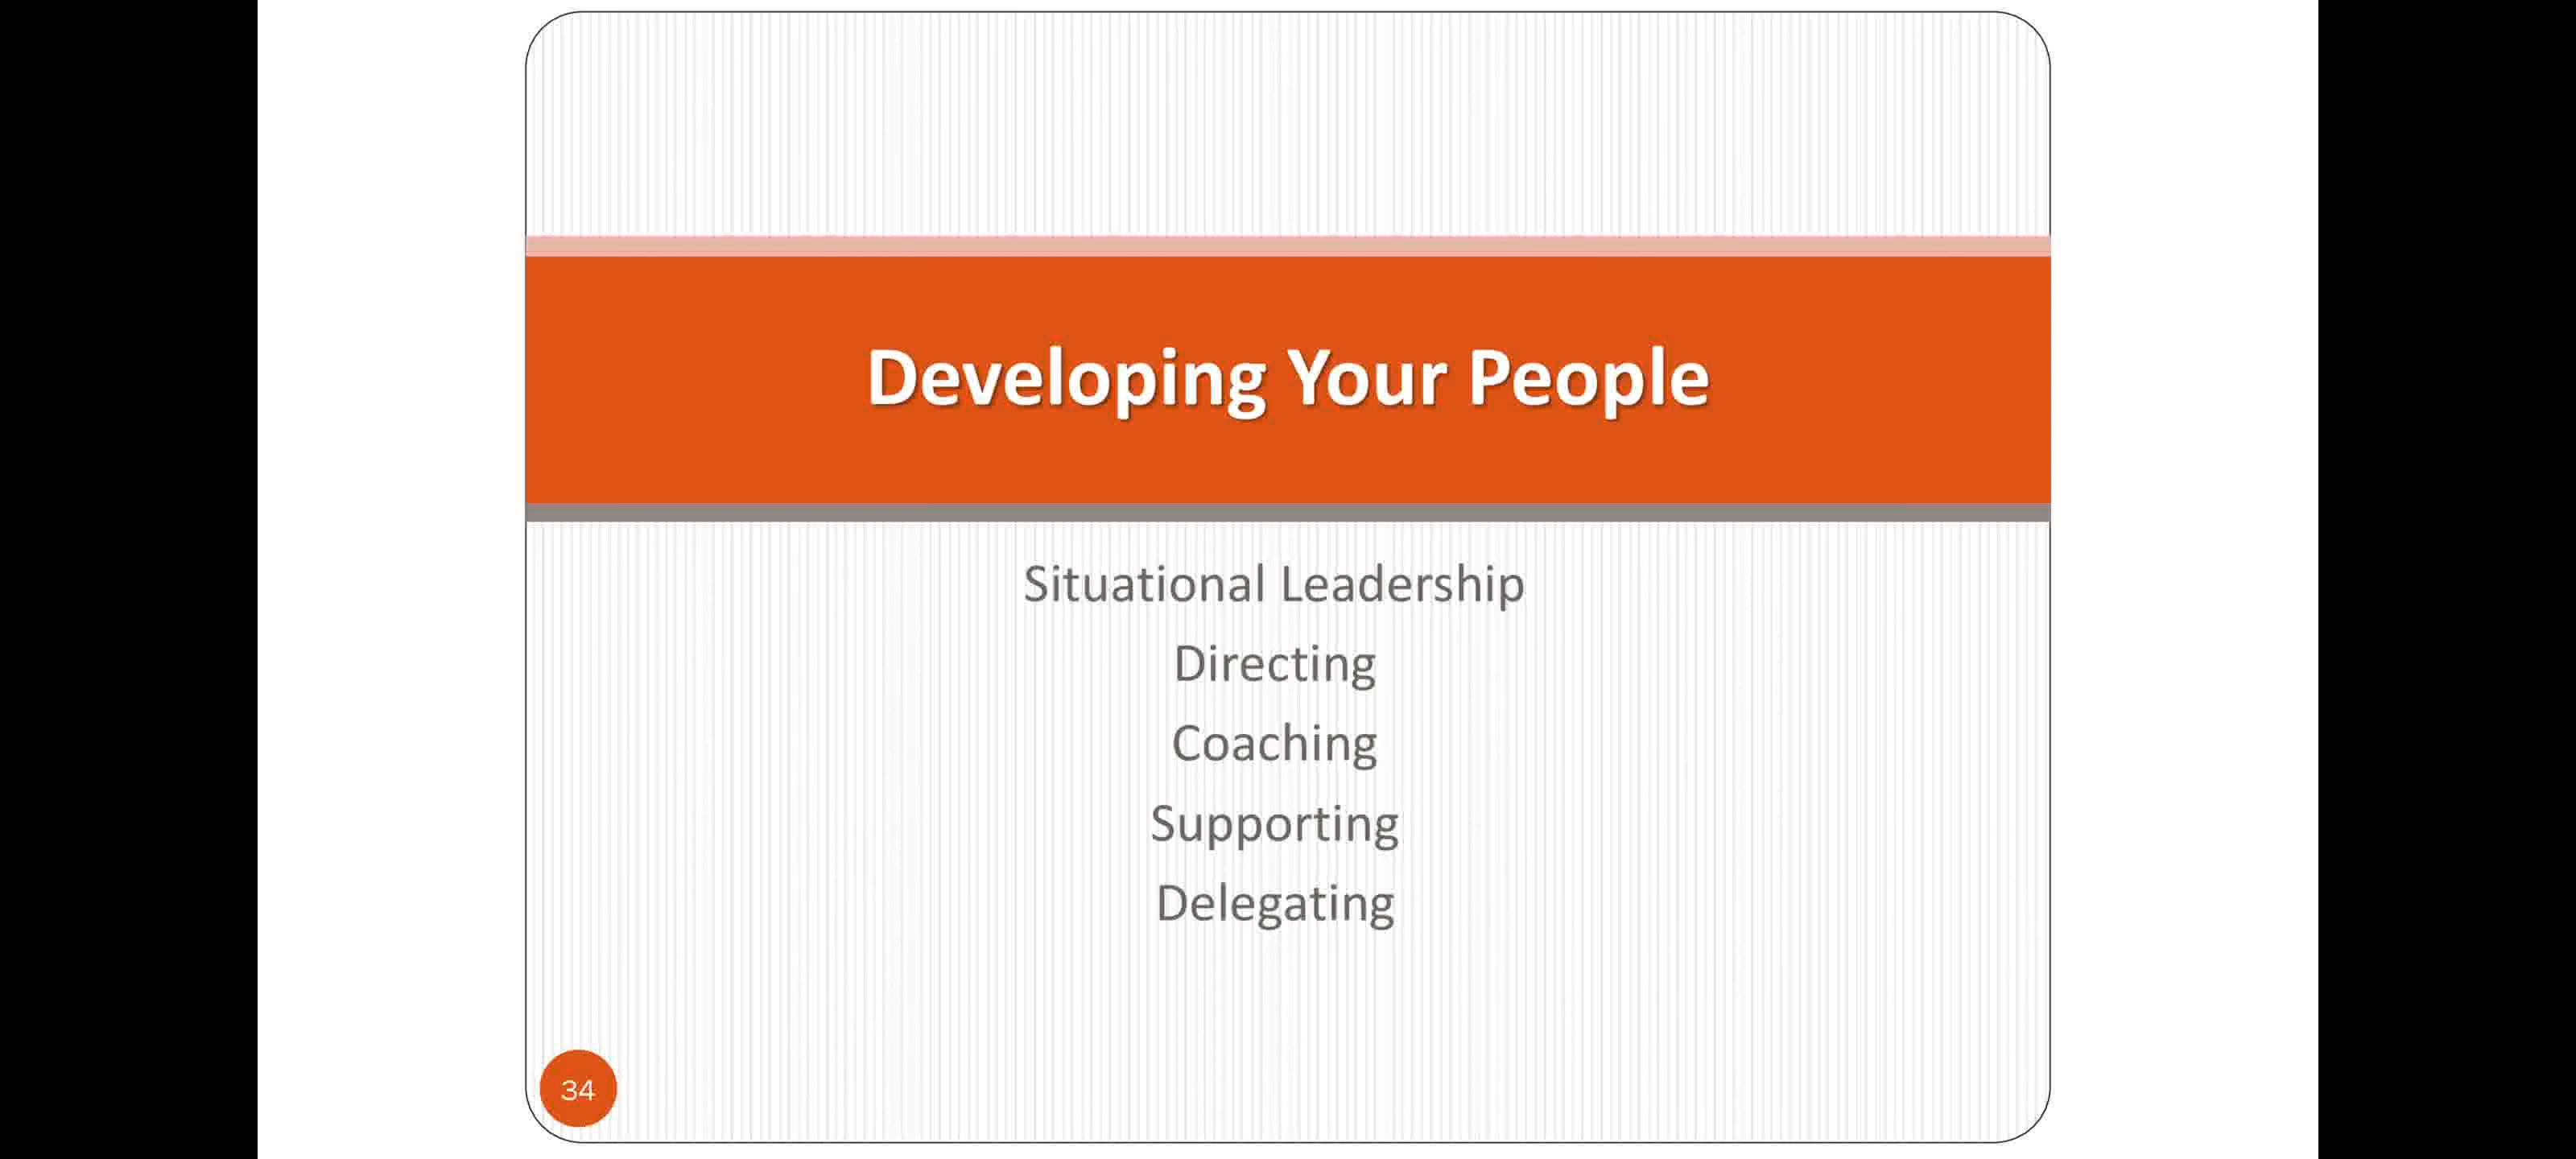 Developing Your People
Situational Leadership
Directing
Coaching
Supporting
Delegating
34